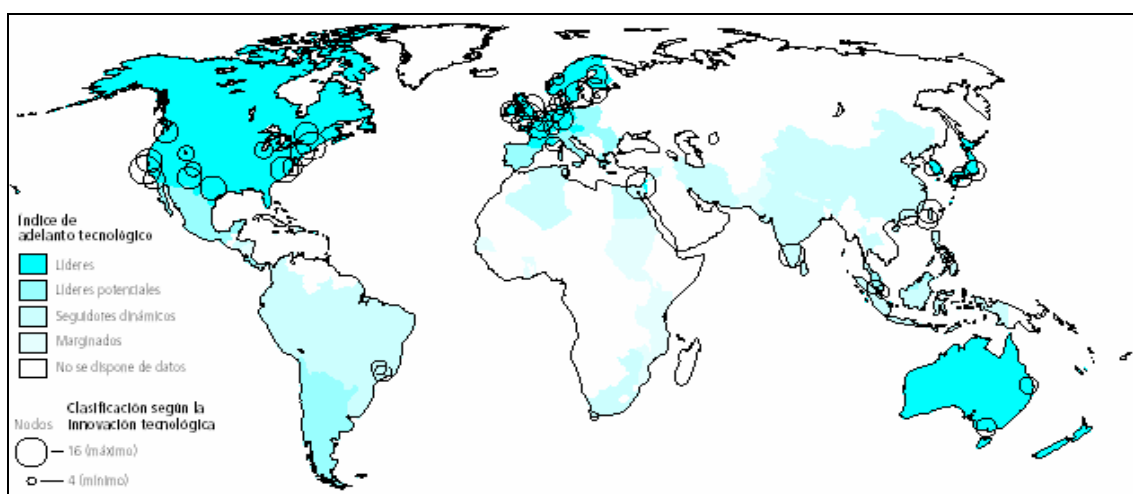 Índice de
adelanto tecnológico
Líderes
Líderes potenciales
Seguidores dinámicos
Marginados
No se dispone de datos
Clasificación según la
Nodos Innovación tecnológica
16 (máximo)
4 (mínimo)